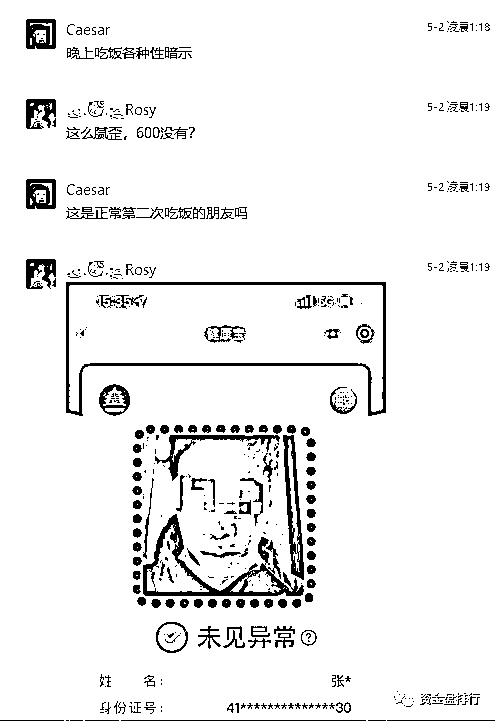 Caesar
5-2 凌晨1:18
晚上吃饭各种性暗示
Rosy
5-2 凌晨1:19
这么腻歪，600没有？
Caesar
5-2 凌晨1:19
这是正常第二次吃饭的朋友吗
Rosy
5-2 凌晨1:19
健康宝
未见异常
姓 名： 张*
身份证号： 41**************30
资金盘排行